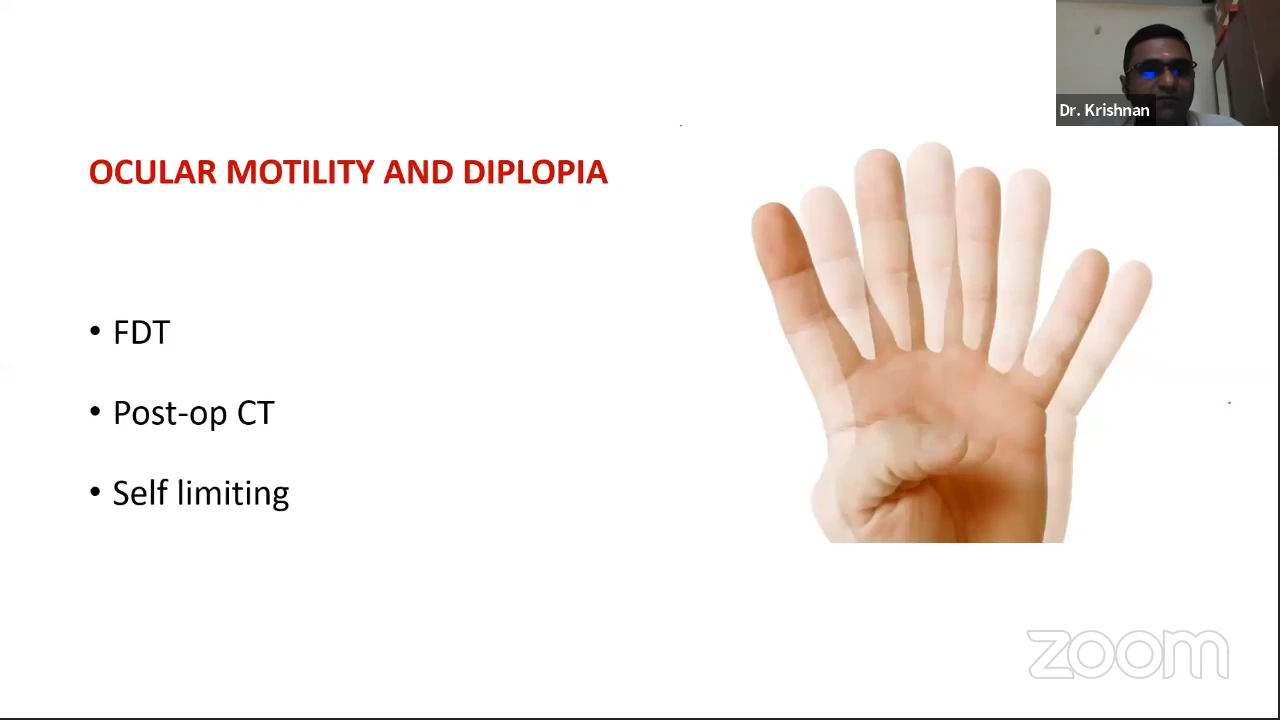 Dr. Krishnan
OCULAR MOTILITY AND DIPLOPIA
• FDT
• Post-op CT
• Self limiting
zoom